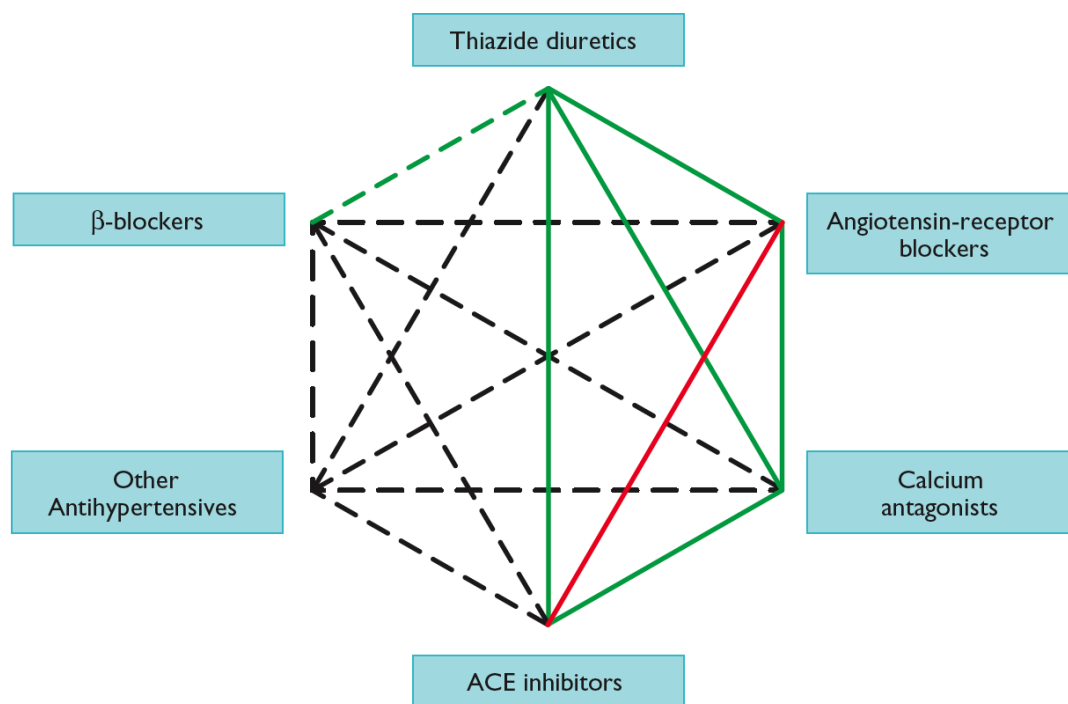 Thiazide diuretics
β-blockers
Angiotensin-receptor
blockers
Other
Antihypertensives
Calcium
antagonists
ACE inhibitors